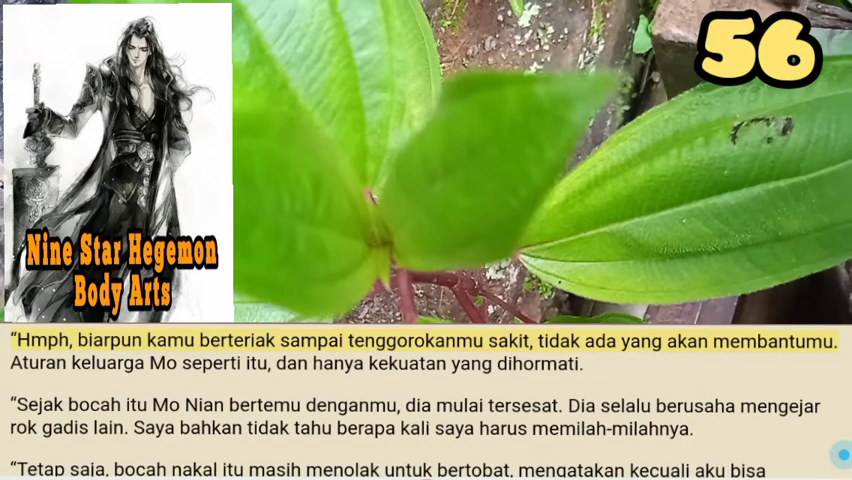 56
Nine Star Hegemon
Body Arts
“Hmph, biarpun kamu berteriak sampai tenggorokanmu sakit, tidak ada yang akan membantumu.
Aturan keluarga Mo seperti itu, dan hanya kekuatan yang dihormati.
“Sejak bocah itu Mo Nian bertemu denganmu, dia mulai tersesat. Dia selalu berusaha mengejar
rok gadis lain. Saya bahkan tidak tahu berapa kali saya harus memilah-milahnya.
“Tetap saja, bocah nakal itu masih menolak untuk bertobat, mengatakan kecuali aku bisa